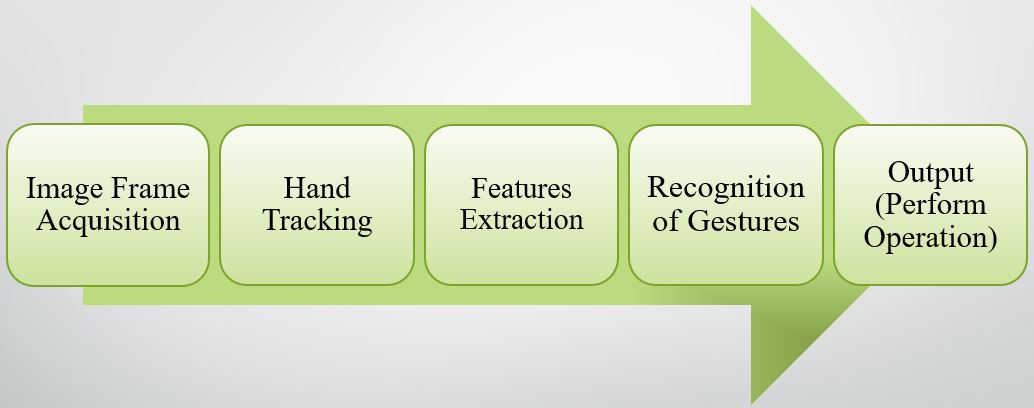 Image Frame
Acquisition
Hand
Tracking
Features
Extraction
Recognition
of Gestures
Output
(Perform
Operation)